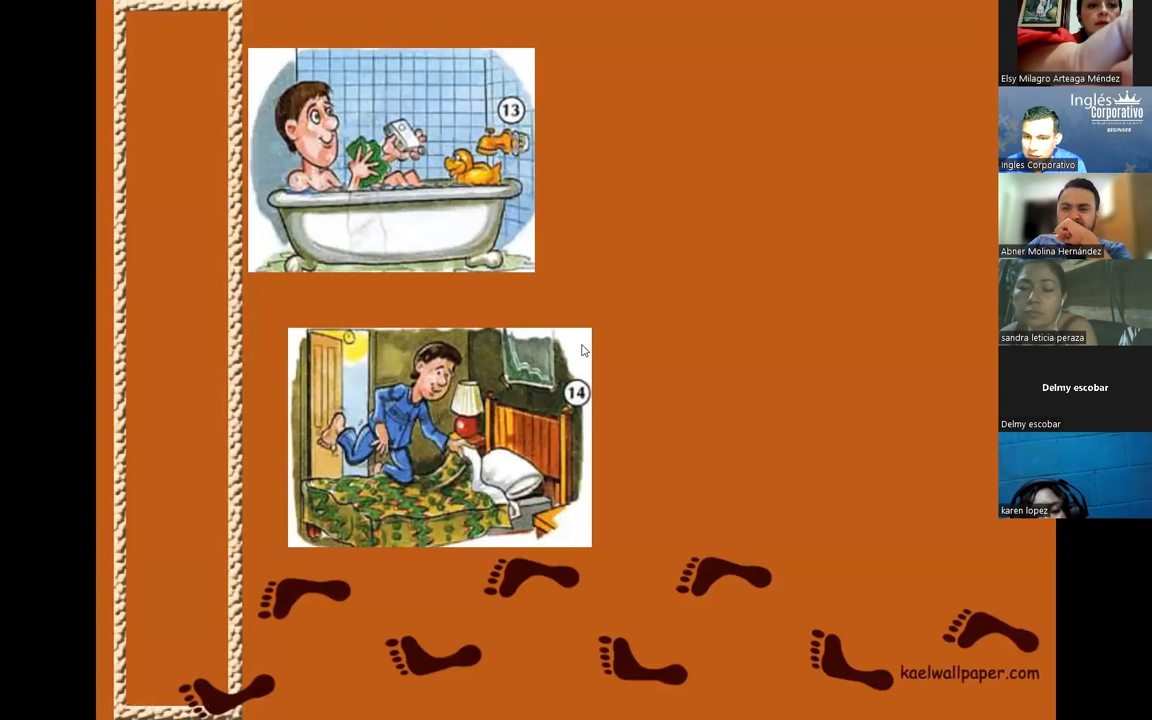 13
14
kaelwallpaper.com
Elsy Milagro Arteaga Méndez
Inglés
Corporativo
BEGINNER
Ingles Corporativo
Abner Molina Hernández
sandra leticia peraza
Delmy escobar
Delmy escobar
karen lopez